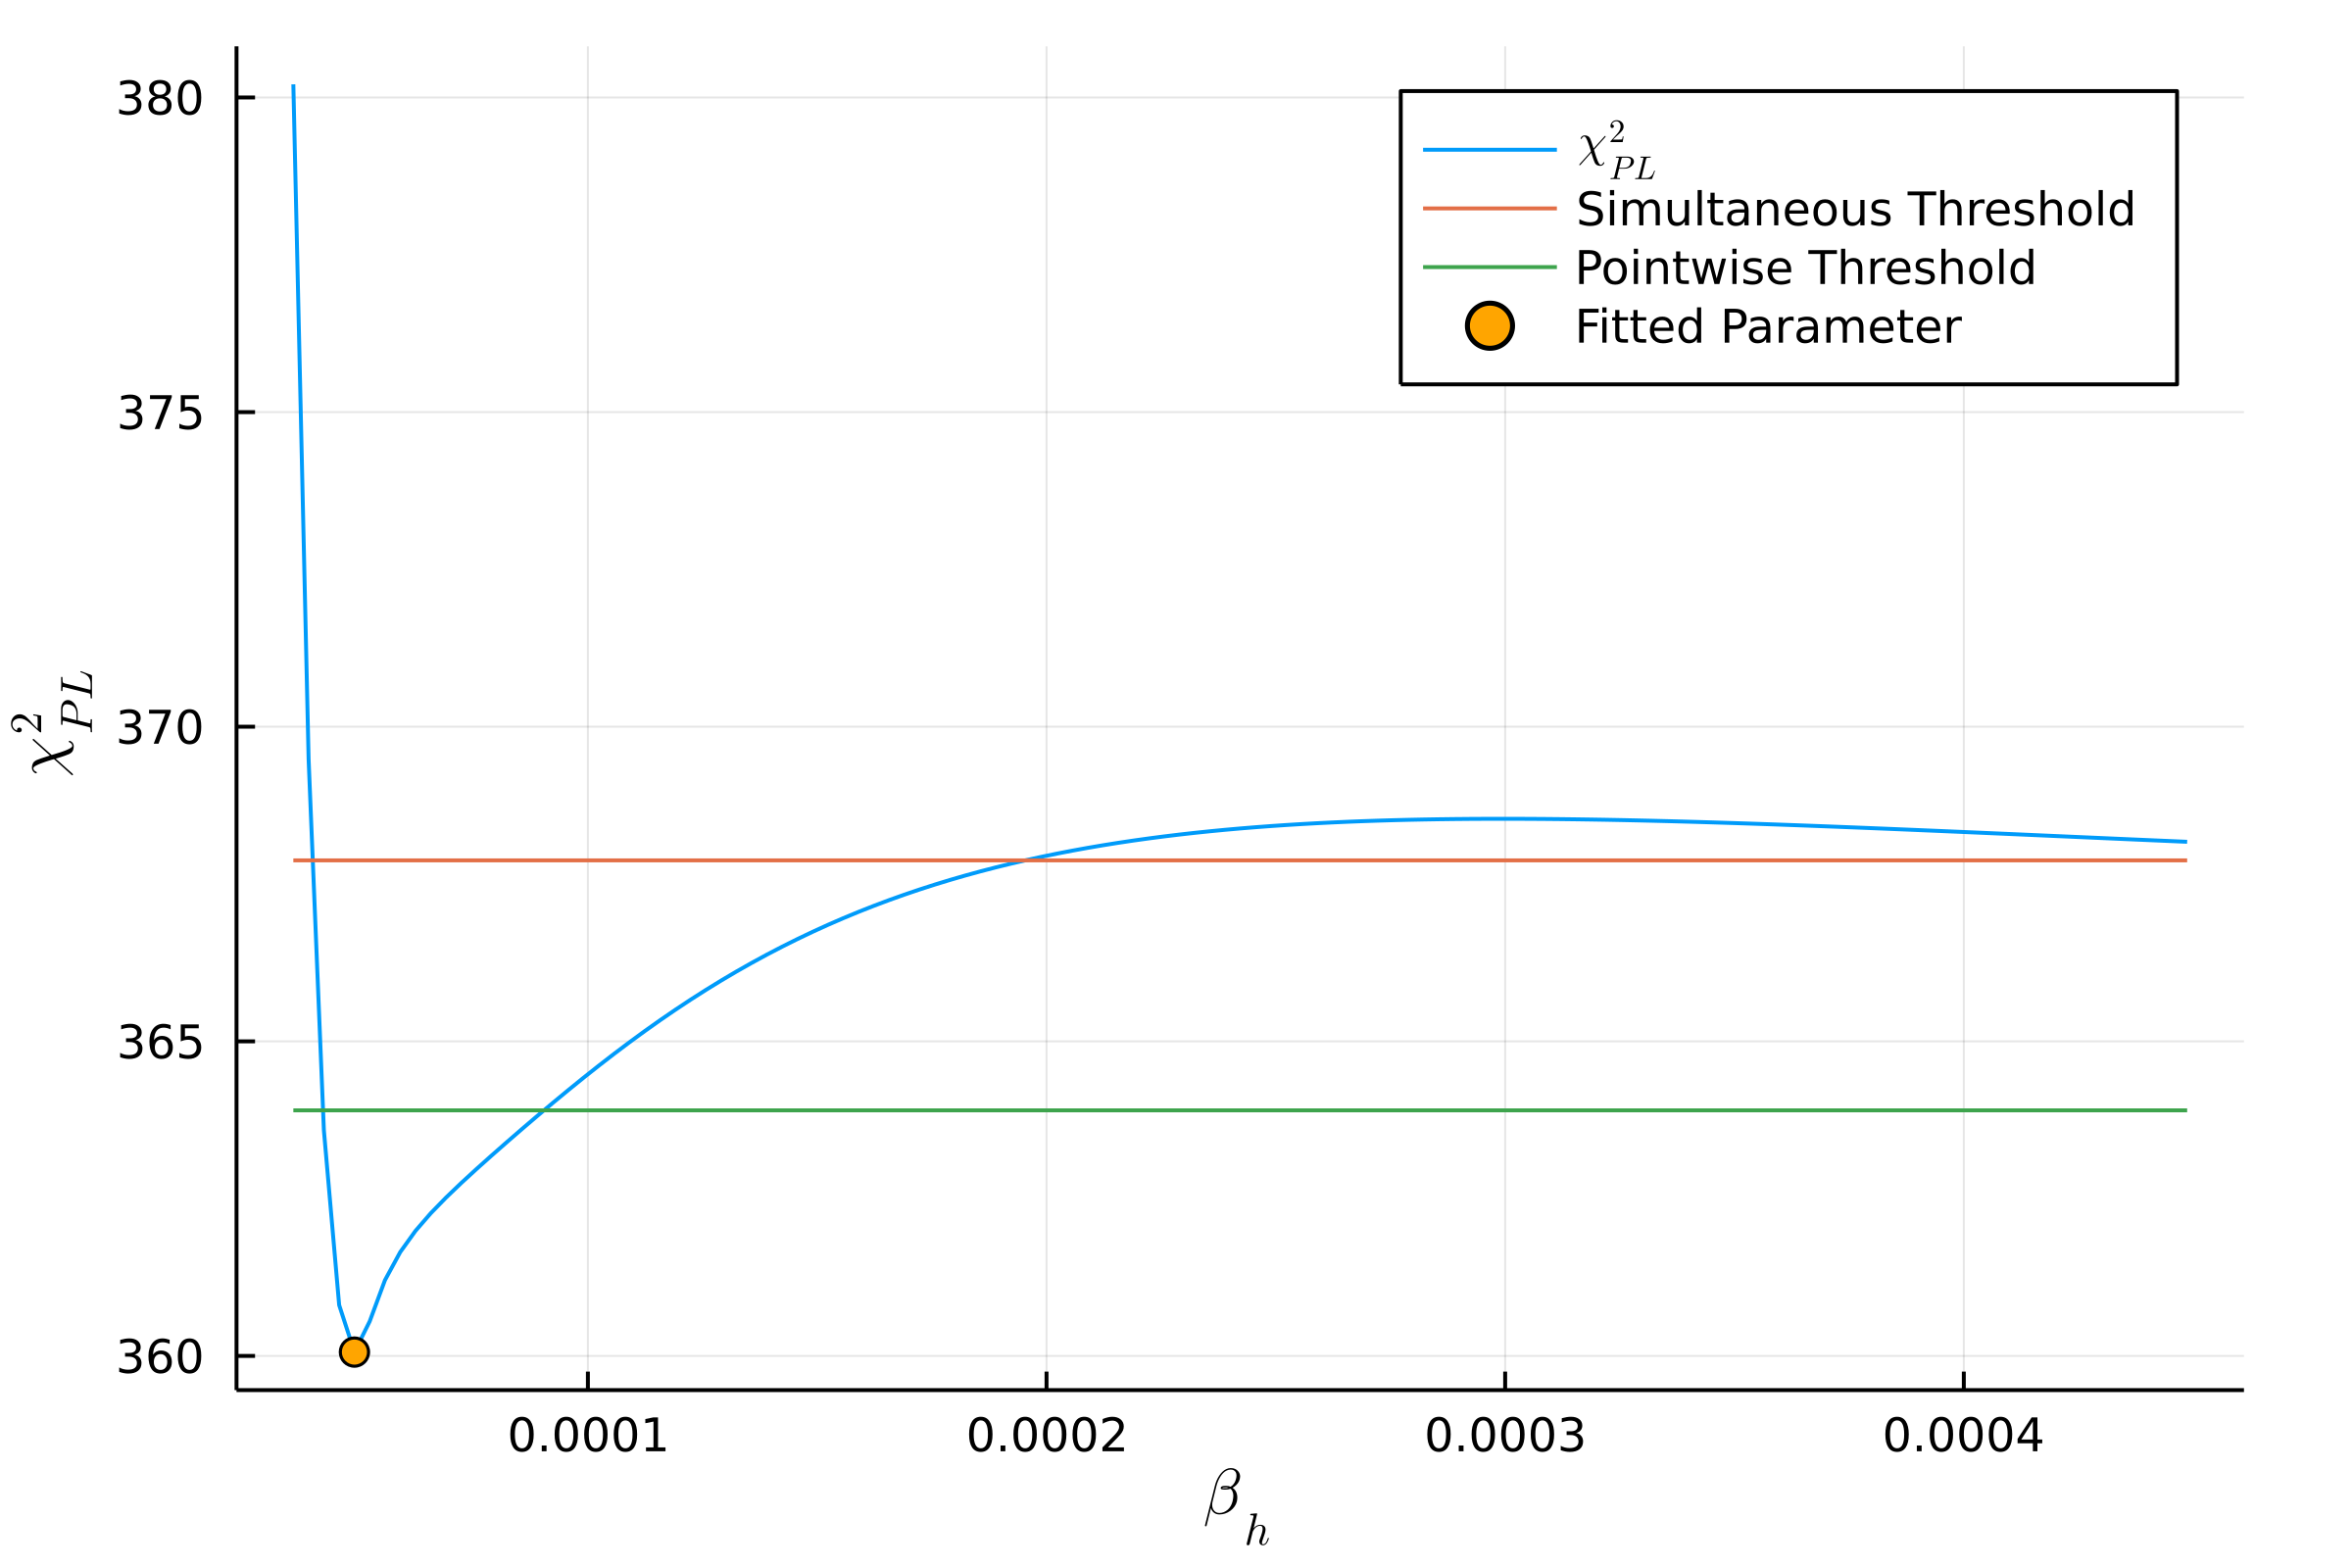 380
375
370
365
360
χ²_PL
χ²_PL
Simultaneous Threshold
Pointwise Threshold
Fitted Parameter
0.0001 0.0002 0.0003 0.0004
β_h